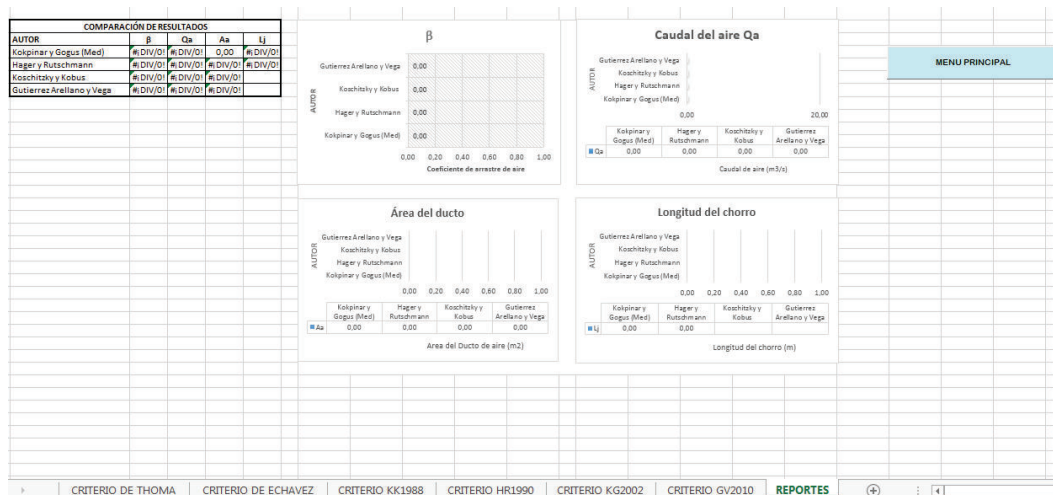 COMPARACIÓN DE RESULTADOS
AUTOR β Qa Aa Lj
Kokpinar y Gogus (Med) #¡DIV/0! #¡DIV/0! 0,00 #¡DIV/0!
Hager y Rutschmann #¡DIV/0! #¡DIV/0! #¡DIV/0! #¡DIV/0!
Koschitzky y Kobus #¡DIV/0! #¡DIV/0! #¡DIV/0!
Gutierrez Arellano y Vega #¡DIV/0! #¡DIV/0! #¡DIV/0!
β
AUTOR
Gutierrez Arellano y Vega 0,00
Koschitzky y Kobus 0,00
Hager y Rutschmann 0,00
Kokpinar y Gogus (Med) 0,00
0,00 0,20 0,40 0,60 0,80 1,00
Coeficiente de arrastre de aire
Caudal del aire Qa
AUTOR
Gutierrez Arellano y Vega
Koschitzky y Kobus
Hager y Rutschmann
Kokpinar y Gogus (Med)
0,00 20,00
Kokpinar y Gogus (Med) Hager y Rutschmann Koschitzky y Kobus Gutierrez Arellano y Vega
Qa 0,00 0,00 0,00 0,00
Caudal de aire (m3/s)
MENU PRINCIPAL
Área del ducto
AUTOR
Gutierrez Arellano y Vega
Koschitzky y Kobus
Hager y Rutschmann
Kokpinar y Gogus (Med)
0,00 0,20 0,40 0,60 0,80 1,00
Kokpinar y Gogus (Med) Hager y Rutschmann Koschitzky y Kobus Gutierrez Arellano y Vega
Aa 0,00 0,00 0,00 0,00
Area del Ducto de aire (m2)
Longitud del chorro
AUTOR
Gutierrez Arellano y Vega
Koschitzky y Kobus
Hager y Rutschmann
Kokpinar y Gogus (Med)
0,00 0,20 0,40 0,60 0,80 1,00
Kokpinar y Gogus (Med) Hager y Rutschmann Koschitzky y Kobus Gutierrez Arellano y Vega
Lj 0,00 0,00
Longitud del chorro (m)
CRITERIO DE THOMA CRITERIO DE ECHAVEZ CRITERIO KK1988 CRITERIO HR1990 CRITERIO KG2002 CRITERIO GV2010 REPORTES